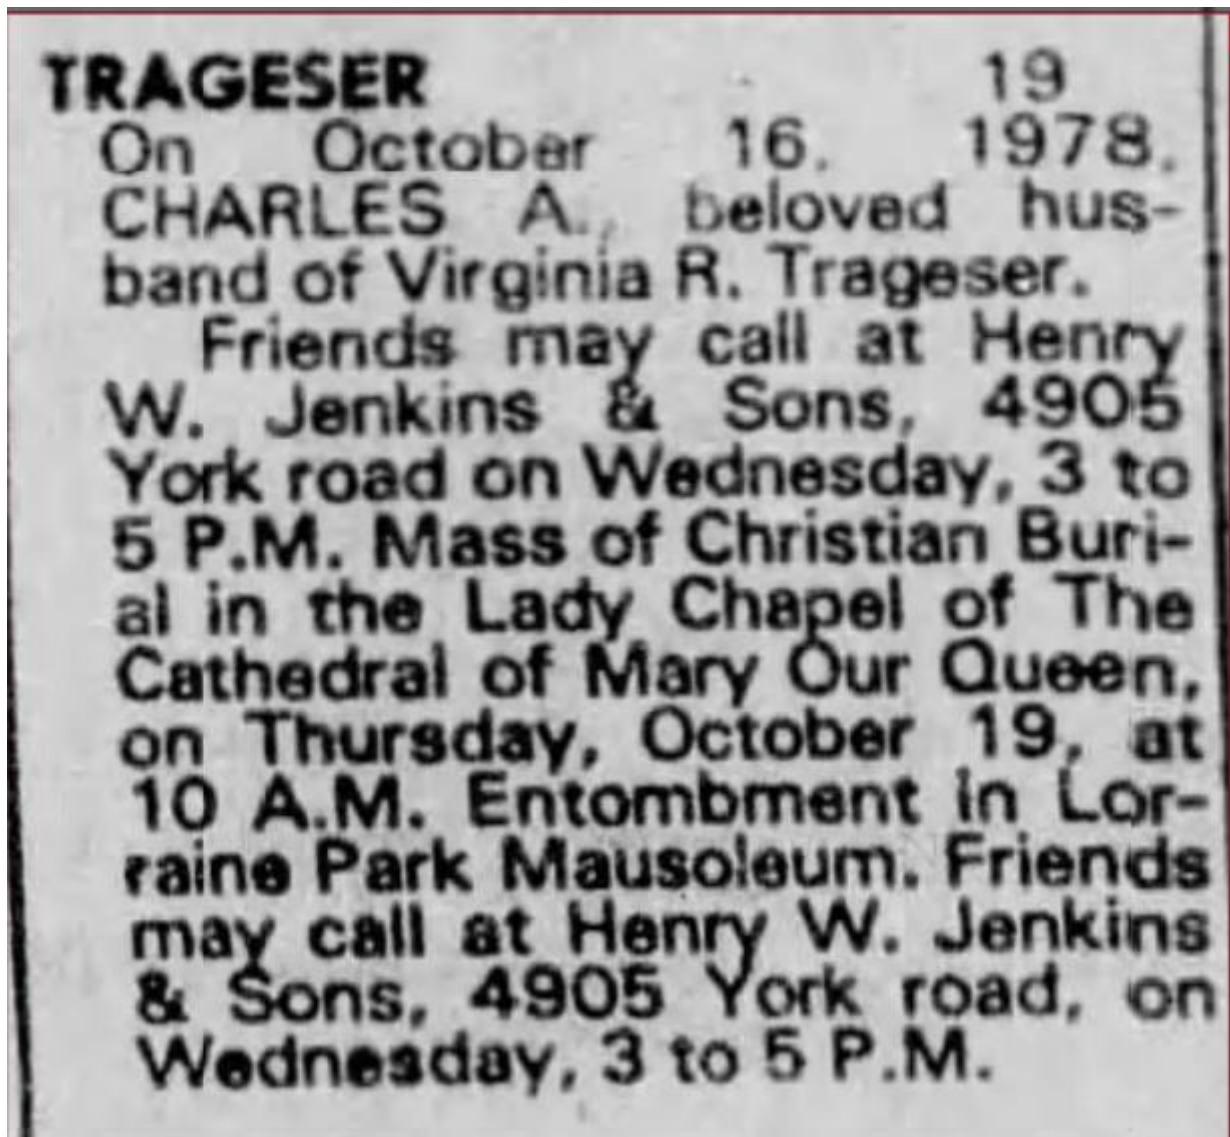 TRAGESER 19
On October 16. 1978.
CHARLES A., beloved hus-
band of Virginia R. Trageser.
Friends may call at Henry
W. Jenkins & Sons, 4905
York road on Wednesday, 3 to
5 P.M. Mass of Christian Buri-
al in the Lady Chapel of The
Cathedral of Mary Our Queen,
on Thursday, October 19, at
10 A.M. Entombment in Lor-
raine Park Mausoleum. Friends
may call at Henry W. Jenkins
& Sons, 4905 York road, on
Wednesday, 3 to 5 P.M.